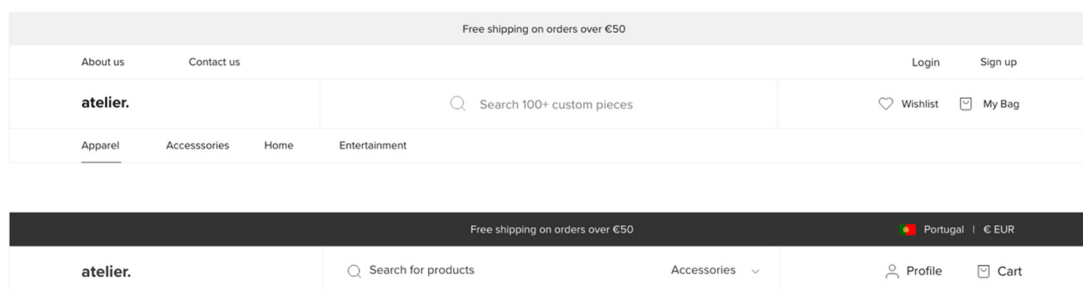 Free shipping on orders over €50
About us Contact us Login Sign up
atelier. Search 100+ custom pieces Wishlist My Bag
Apparel Accesssories Home Entertainment
Free shipping on orders over €50 Portugal | € EUR
atelier. Search for products Accessories Profile Cart